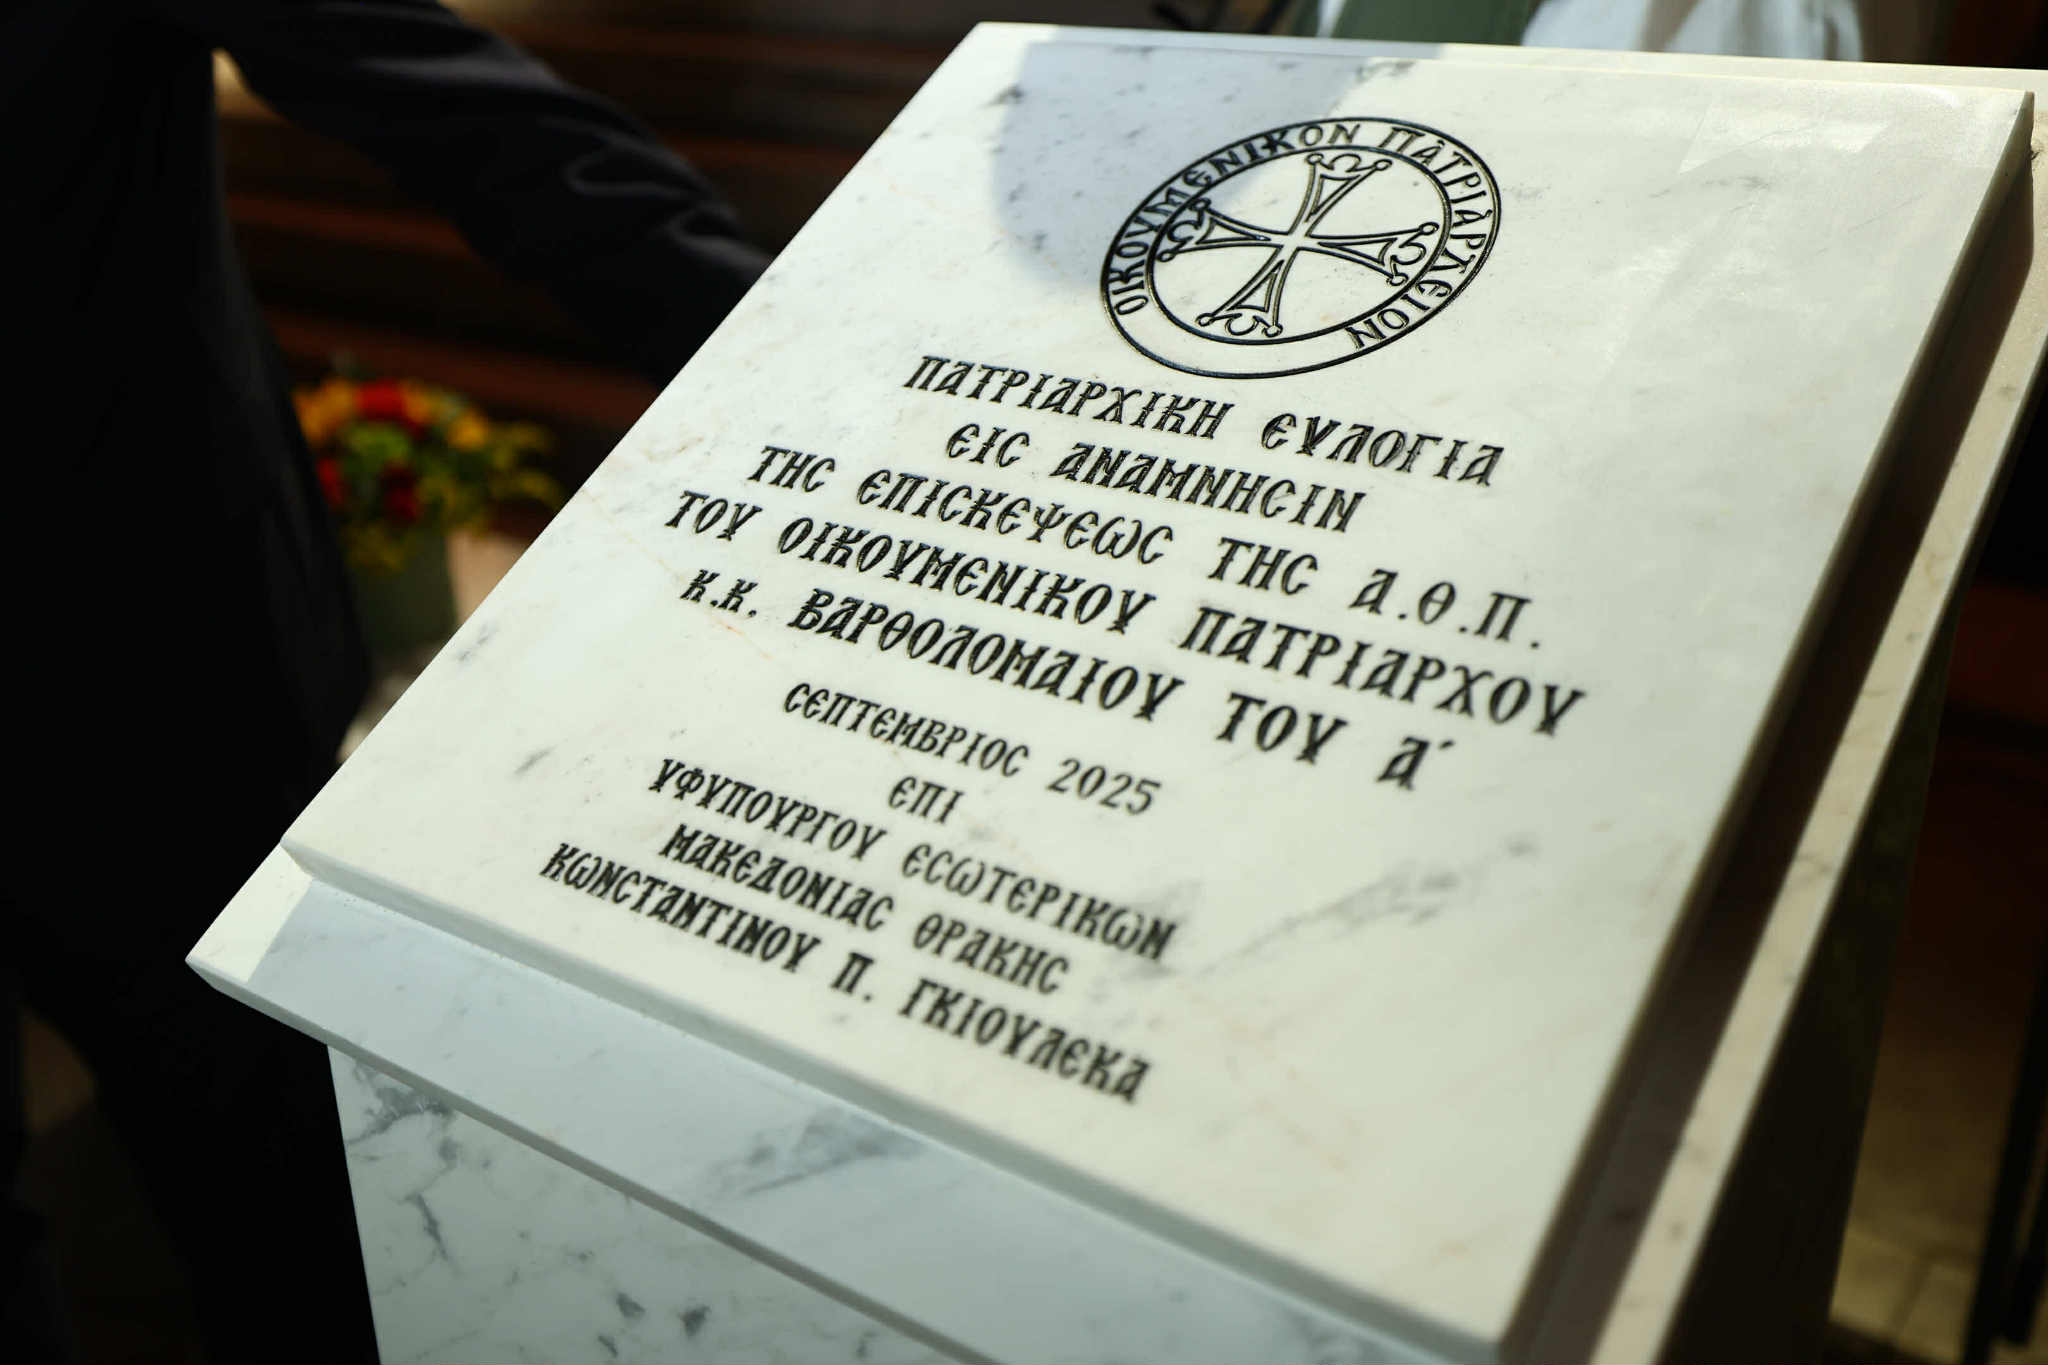 ΟΙΚΟΥΜΕΝΙΚΟΝ ΠΑΤΡΙΑΡΧΕΙΟΝ
ΠΑΤΡΙΑΡΧΙΚΗ ΕΥΛΟΓΙΑ
ΕΙΣ ΑΝΑΜΝΗΣΙΝ
ΤΗΣ ΕΠΙΣΚΕΨΕΩΣ ΤΗΣ Α.Θ.Π.
ΤΟΥ ΟΙΚΟΥΜΕΝΙΚΟΥ ΠΑΤΡΙΑΡΧΟΥ
Κ.Κ. ΒΑΡΘΟΛΟΜΑΙΟΥ ΤΟΥ Α΄
ΣΕΠΤΕΜΒΡΙΟΣ 2025
ΕΠΙ
ΥΦΥΠΟΥΡΓΟΥ ΕΣΩΤΕΡΙΚΩΝ
ΜΑΚΕΔΟΝΙΑΣ ΘΡΑΚΗΣ
ΚΩΝΣΤΑΝΤΙΝΟΥ Π. ΓΚΙΟΥΛΕΚΑ